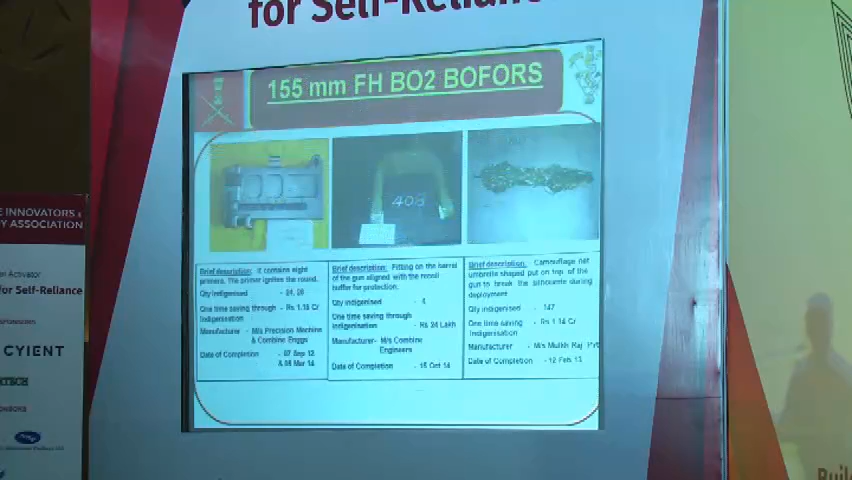 for Self-Reliance
155 mm FH BO2 BOFORS
408
Brief description: It contains eight
primers. The primer ignites the round.
Qty indigenised - 24, 26
One time saving through - Rs 1.18 Cr
Indigenisation
Manufacturer - M/s Precision Machine
& Combine Enggs
Date of Completion - 07 Sep 13
& 06 Mar 14
Brief description: Fitting on the barrel
of the gun aligned with the recoil
buffer for protection.
Qty indigenised - 4
One time saving through
Indigenisation - Rs 24 Lakh
Manufacturer- M/s Combine
Engineers
Date of Completion - 15 Oct 14
Brief description: Camouflage net
umbrella shaped put on top of the
gun to break the silhouette during
deployment
Qty indigenised - 147
One time saving - Rs 1.14 Cr
Indigenisation
Manufacturer - M/s Mulkh Raj Pvt
Date of Completion - 12 Feb 13
E INNOVATORS &
Y ASSOCIATION
Activator
for Self-Reliance
CYIENT